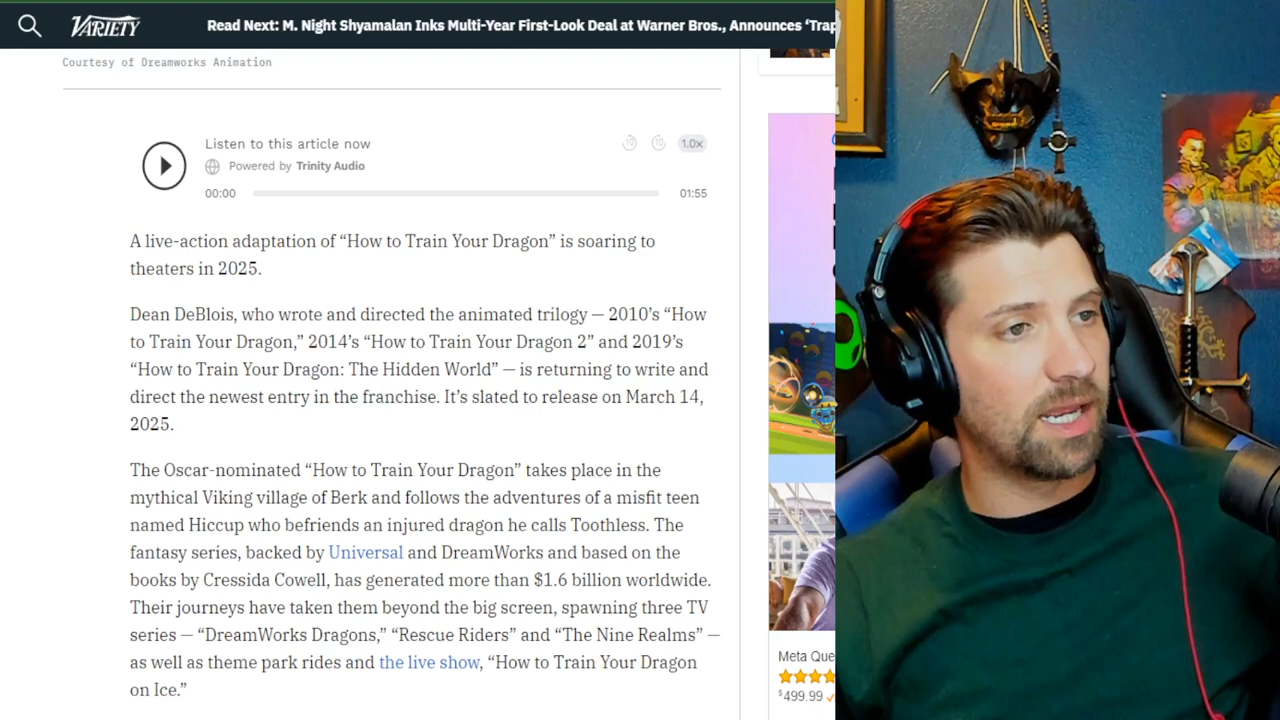 VARIETY
Read Next: M. Night Shyamalan Inks Multi-Year First-Look Deal at Warner Bros., Announces ‘Trap
Courtesy of Dreamworks Animation
Listen to this article now
10 10 1.0x
Powered by Trinity Audio
00:00 01:55
A live-action adaptation of “How to Train Your Dragon” is soaring to
theaters in 2025.
Dean DeBlois, who wrote and directed the animated trilogy — 2010’s “How
to Train Your Dragon,” 2014’s “How to Train Your Dragon 2” and 2019’s
“How to Train Your Dragon: The Hidden World” — is returning to write and
direct the newest entry in the franchise. It’s slated to release on March 14,
2025.
The Oscar-nominated “How to Train Your Dragon” takes place in the
mythical Viking village of Berk and follows the adventures of a misfit teen
named Hiccup who befriends an injured dragon he calls Toothless. The
fantasy series, backed by Universal and DreamWorks and based on the
books by Cressida Cowell, has generated more than $1.6 billion worldwide.
Their journeys have taken them beyond the big screen, spawning three TV
series — “DreamWorks Dragons,” “Rescue Riders” and “The Nine Realms” —
as well as theme park rides and the live show, “How to Train Your Dragon
on Ice.”
Meta Que
$499.99